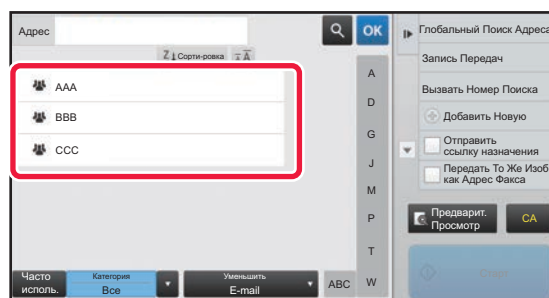 Адрес
OK
Z↓Сорти-ровка
AAA
BBB
CCC
A
D
G
J
M
P
T
W
Часто исполь.
Категория
Все
Уменьшить
E-mail
ABC
Глобальный Поиск Адреса
Запись Передач
Вызвать Номер Поиска
Добавить Новую
Отправить
ссылку назначения
Передать То Же Изоб
как Адрес Факса
Предварит.
Просмотр
CA
Старт